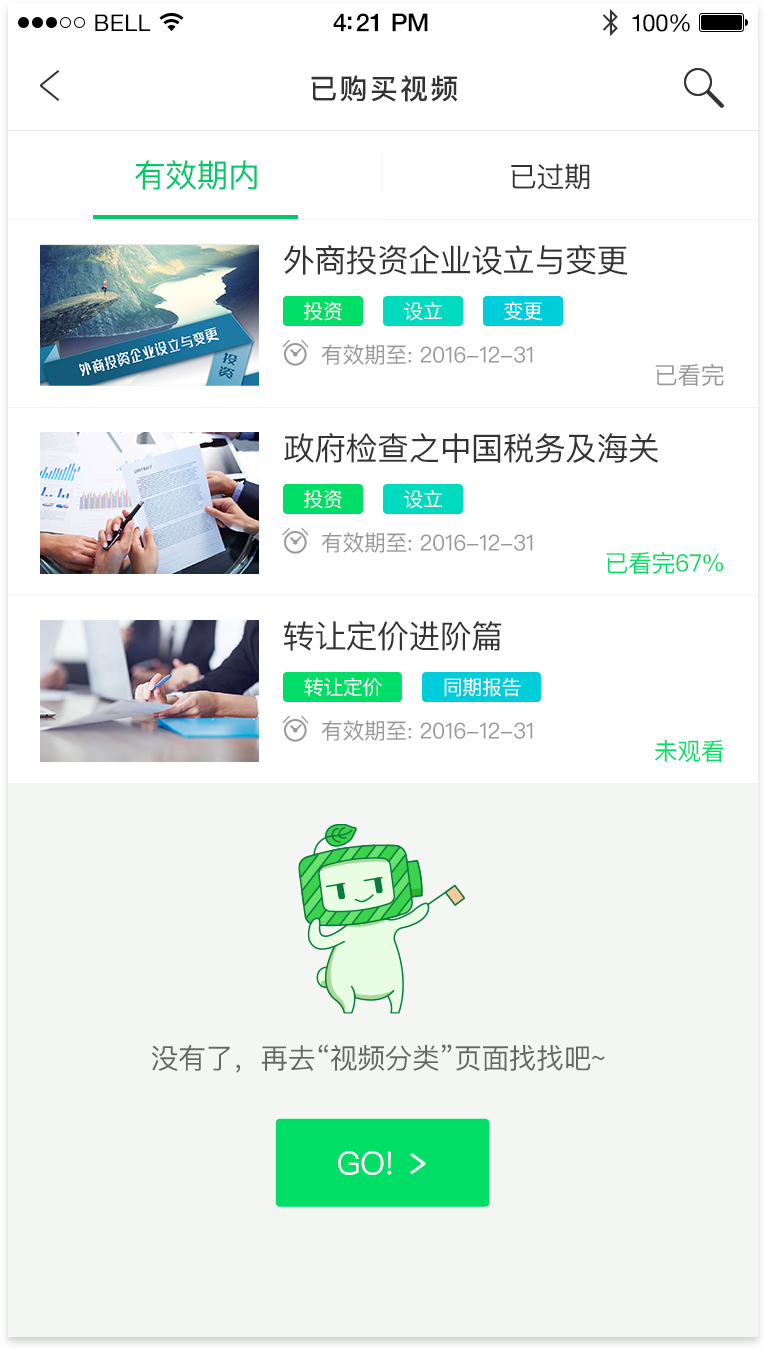 BELL 4:21 PM 100%
已购买视频
有效期内 已过期
外商投资企业设立与变更
投资 设立 变更
有效期至: 2016-12-31
已看完
外商投资企业设立与变更
投资
政府检查之中国税务及海关
投资 设立
有效期至: 2016-12-31
已看完67%
CONTRACT
转让定价进阶篇
转让定价 同期报告
有效期至: 2016-12-31
未观看
没有了，再去“视频分类”页面找找吧~
GO! >